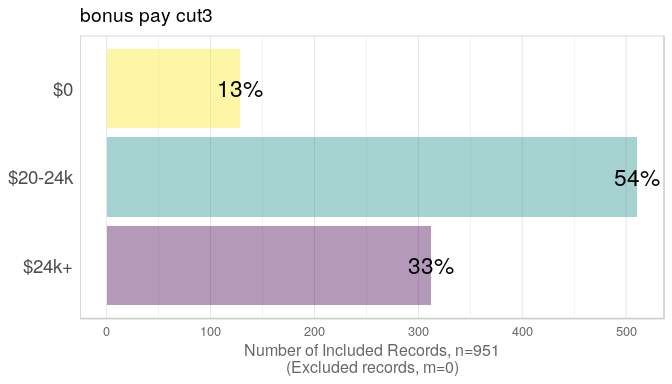 bonus pay cut3
$0
13%
$20-24k
54%
$24k+
33%
0 100 200 300 400 500
Number of Included Records, n=951
(Excluded records, m=0)